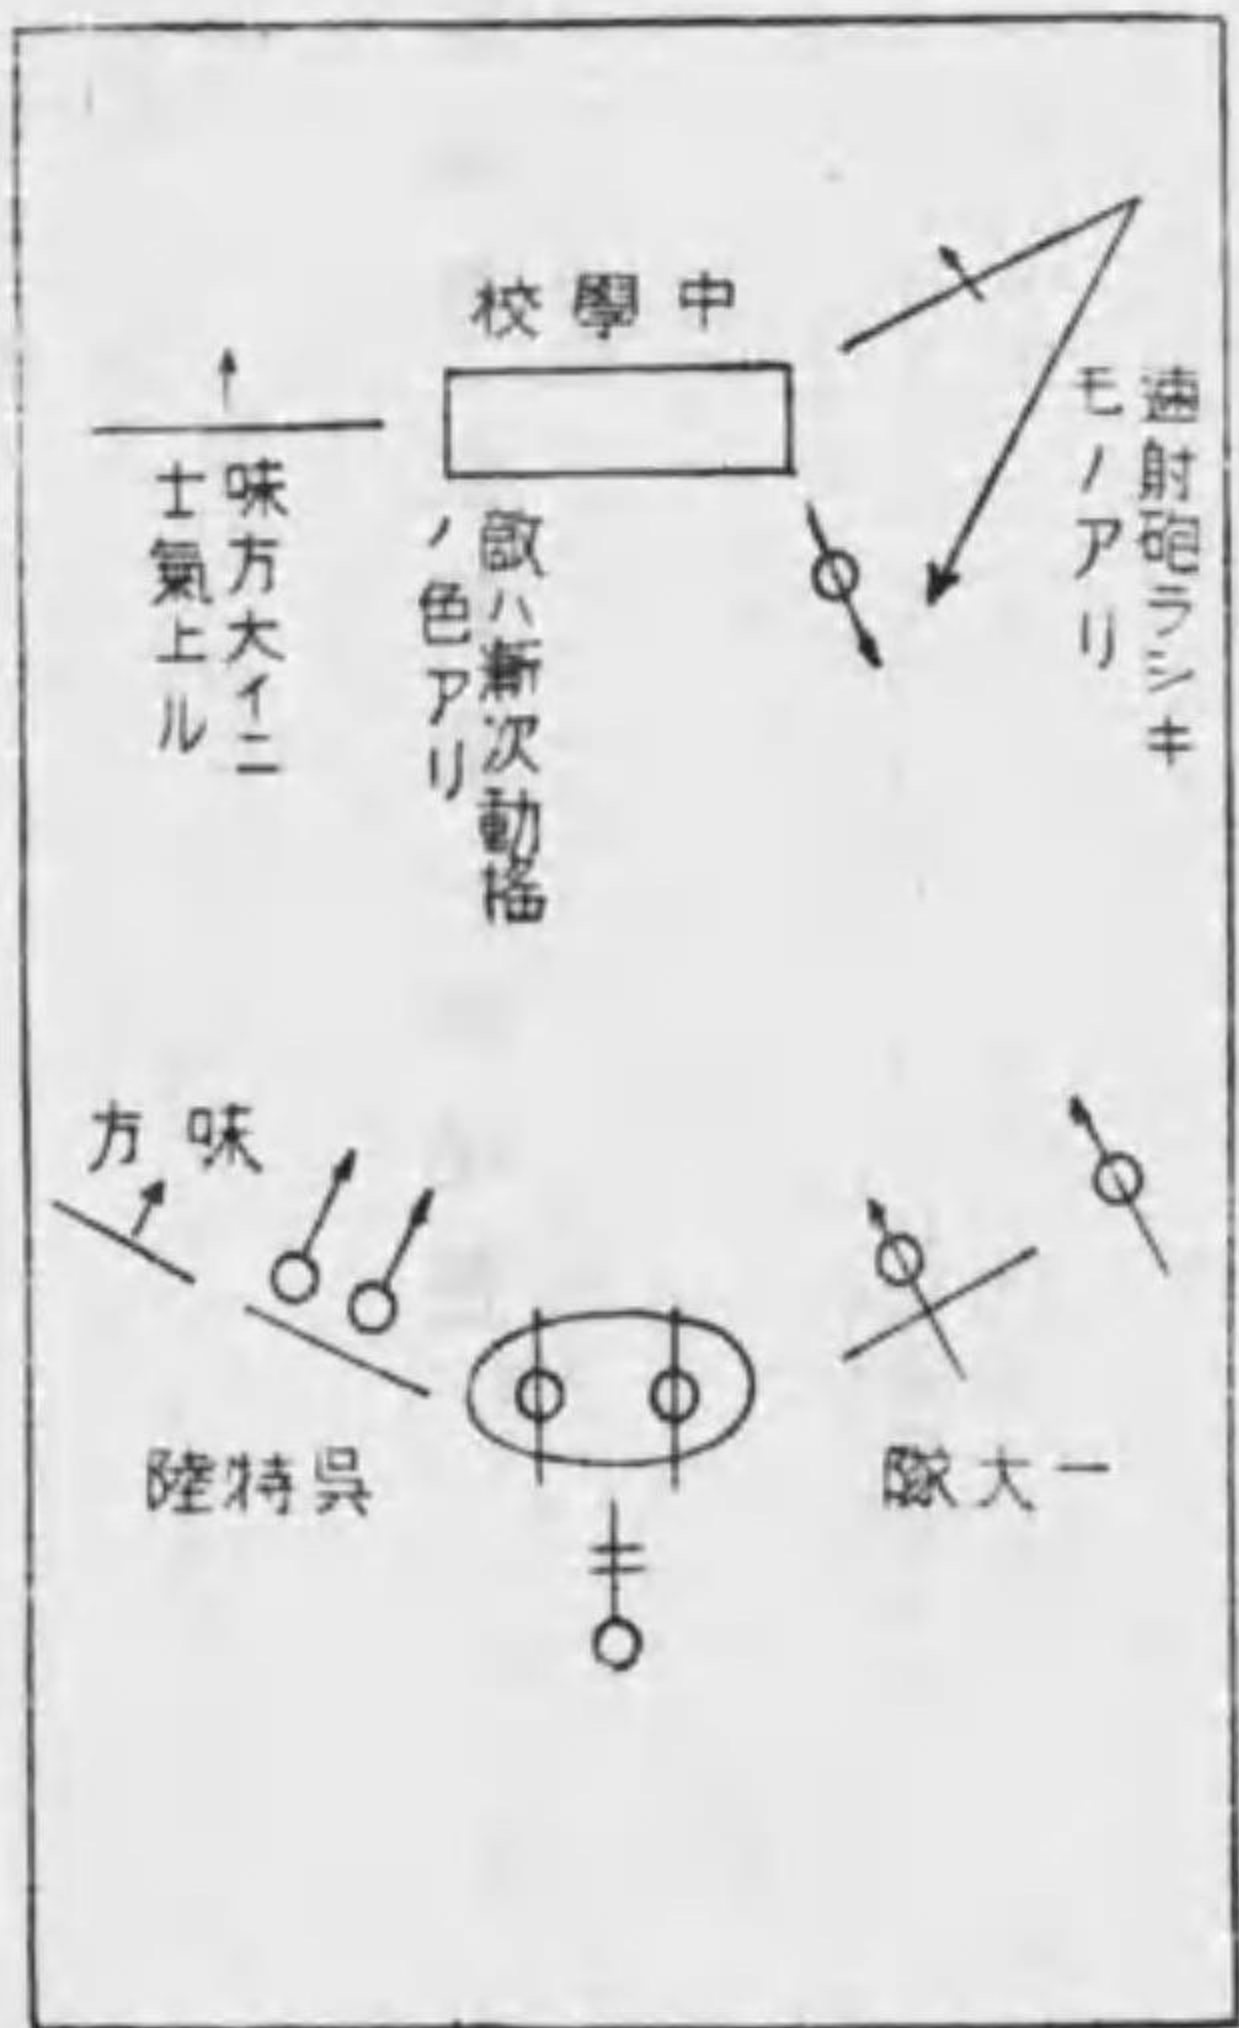 中學校
速射砲ラシキ
モノアリ
敵ハ漸次動搖
ノ色アリ
味方大イニ
士氣上ル
味方
一大隊
呉特陸